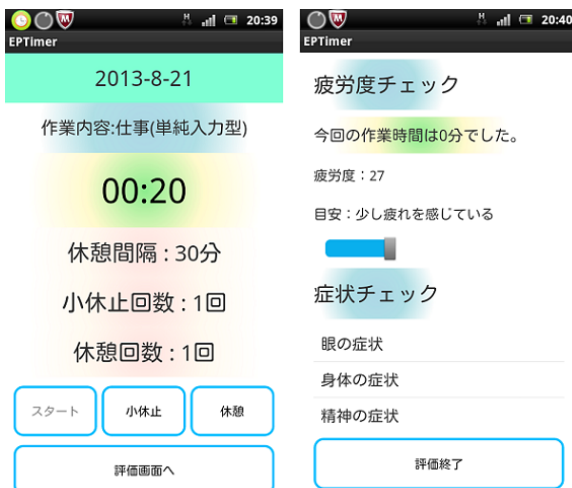 20:39
EPTimer
2013-8-21
作業内容:仕事(単純入力型)
00:20
休憩間隔 : 30分
小休止回数 : 1回
休憩回数 : 1回
スタート 小休止 休憩
評価画面へ
H 20:40
EPTimer
疲労度チェック
今回の作業時間は0分でした。
疲労度：27
目安：少し疲れを感じている
症状チェック
眼の症状
身体の症状
精神の症状
評価終了